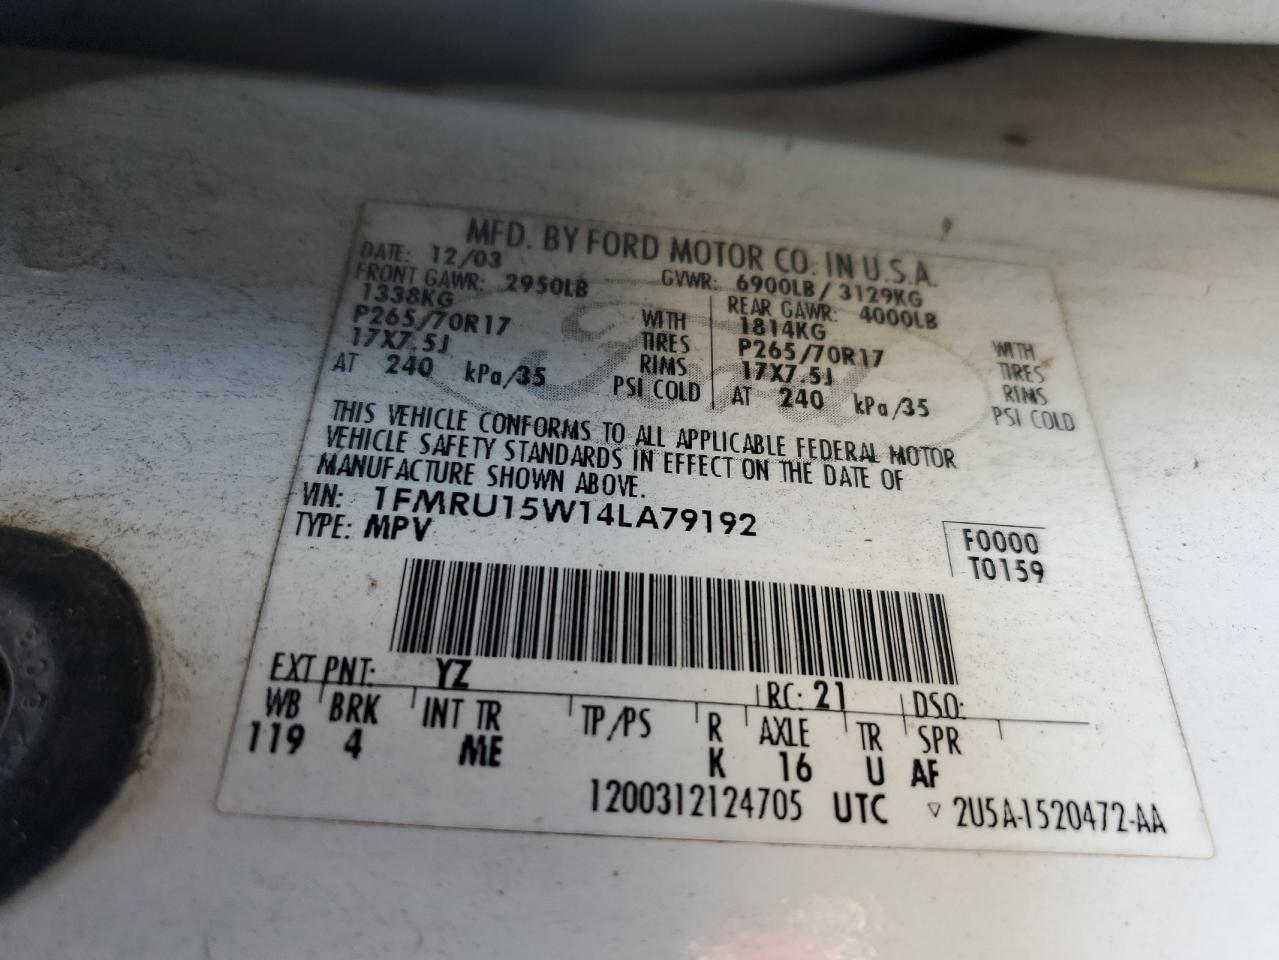 MFD. BY FORD MOTOR CO. IN U.S.A.
DATE: 12/03 GVWR: 6900LB / 3129KG
FRONT GAWR: 2950LB REAR GAWR: 4000LB
1338KG WITH 1814KG WITH
P265/70R17 TIRES P265/70R17 TIRES
17X7.5J RIMS 17X7.5J RIMS
AT 240 kPa/35 PSI COLD AT 240 kPa/35 PSI COLD
THIS VEHICLE CONFORMS TO ALL APPLICABLE FEDERAL MOTOR
VEHICLE SAFETY STANDARDS IN EFFECT ON THE DATE OF
MANUFACTURE SHOWN ABOVE.
VIN: 1FMRU15W14LA79192
TYPE: MPV
F0000
T0159
EXT PNT: YZ RC: 21 DSO:
WB BRK INT TR TP/PS R AXLE TR SPR
119 4 ME K 16 U AF
1200312124705 UTC ▽ 2U5A-1520472-AA